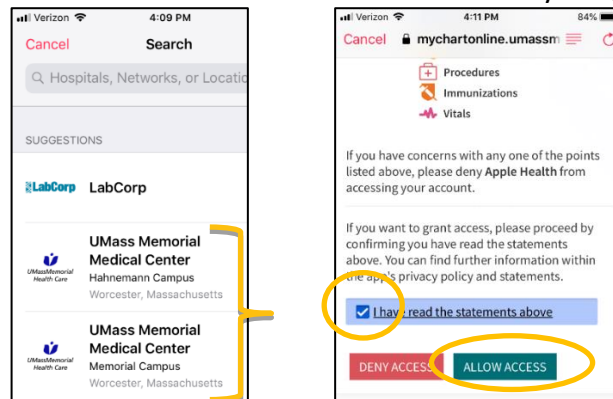 Verizon 4:09 PM
Cancel Search
Hospitals, Networks, or Locatio
SUGGESTIONS
LabCorp LabCorp
UMass Memorial
Medical Center
UMassMemorial
Health Care
Hahnemann Campus
Worcester, Massachusetts
UMass Memorial
Medical Center
UMassMemorial
Health Care
Memorial Campus
Worcester, Massachusetts
Verizon 4:11 PM 84%
Cancel mychartonline.umassm
Procedures
Immunizations
Vitals
If you have concerns with any one of the points
listed above, please deny Apple Health from
accessing your account.
If you want to grant access, please proceed by
confirming you have read the statements
above. You can find further information within
the app's privacy policy and statements.
I have read the statements above
DENY ACCESS ALLOW ACCESS